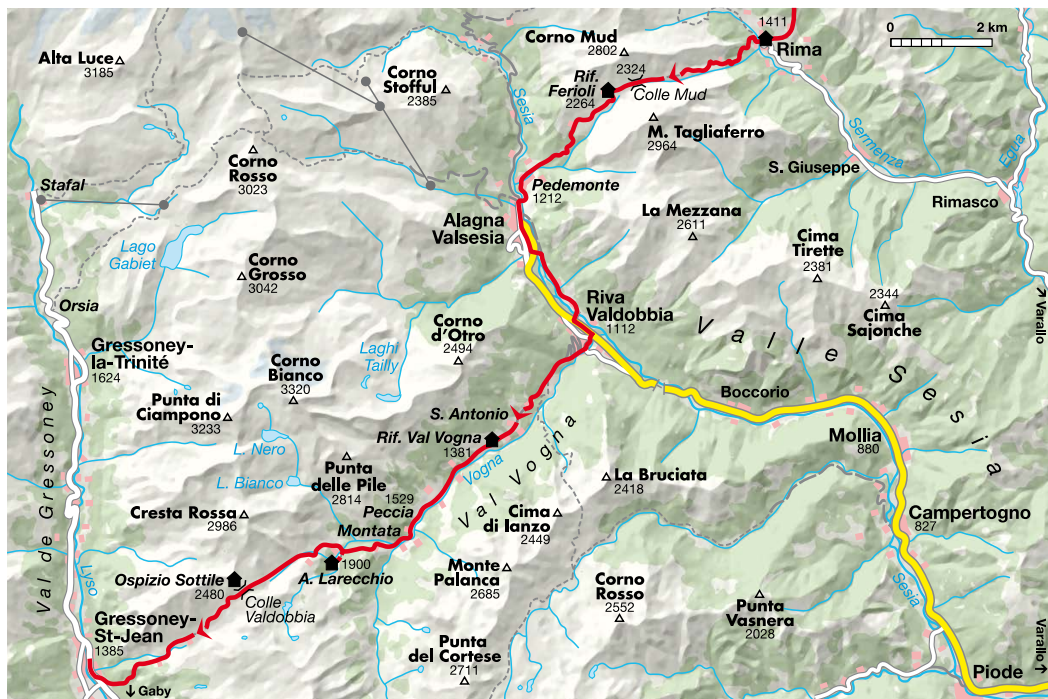 1411
Corno Mud
2802
0
2 km
Alta Luce
3185
Rima
Corno
Stofful
2385
2324
Rif.
Ferioli
2264
Colle Mud
Sesia
M. Tagliaferro
2964
Sermenza
Egua
Corno
Rosso
3023
S. Giuseppe
Stafal
Pedemonte
1212
Rimasco
La Mezzana
2611
Alagna
Valsesia
Lago
Gabiet
Cima
Tirette
2381
Corno
Grosso
3042
2344
Cima
Sajonche
Varallo
Orsia
Riva
Valdobbia
1112
Corno
d'Otro
2494
Valle Sesia
Gressoney-
la-Trinité
1624
Laghi
Tailly
Corno
Bianco
3320
Boccorio
Punta di
Ciampono
3233
S. Antonio
Mollia
880
L. Nero
Rif. Val Vogna
1381
Vogna
Val Vogna
Val de Gressoney
Punta
delle Pile
2814
L. Bianco
La Bruciata
2418
1529
Peccia
Cresta Rossa
2986
Cima
di Ianzo
2449
Campertogno
827
Montata
1900
A. Larecchio
Monte
Palanca
2685
Ospizio Sottile
2480
Colle
Valdobbia
Corno
Rosso
2552
Punta
Vasnera
2028
Sesia
Lyso
Gressoney-
St-Jean
1385
Punta
del Cortese
2711
Varallo
Piode
Gaby